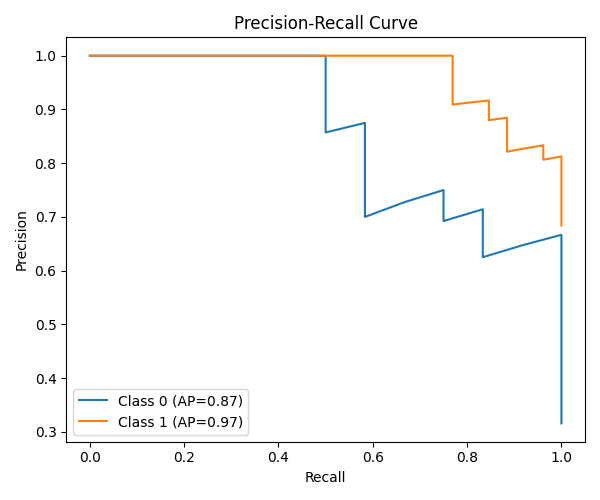 Precision-Recall Curve
Precision
1.0
0.9
0.8
0.7
0.6
0.5
0.4
0.3
Class 0 (AP=0.87)
Class 1 (AP=0.97)
0.0 0.2 0.4 0.6 0.8 1.0
Recall